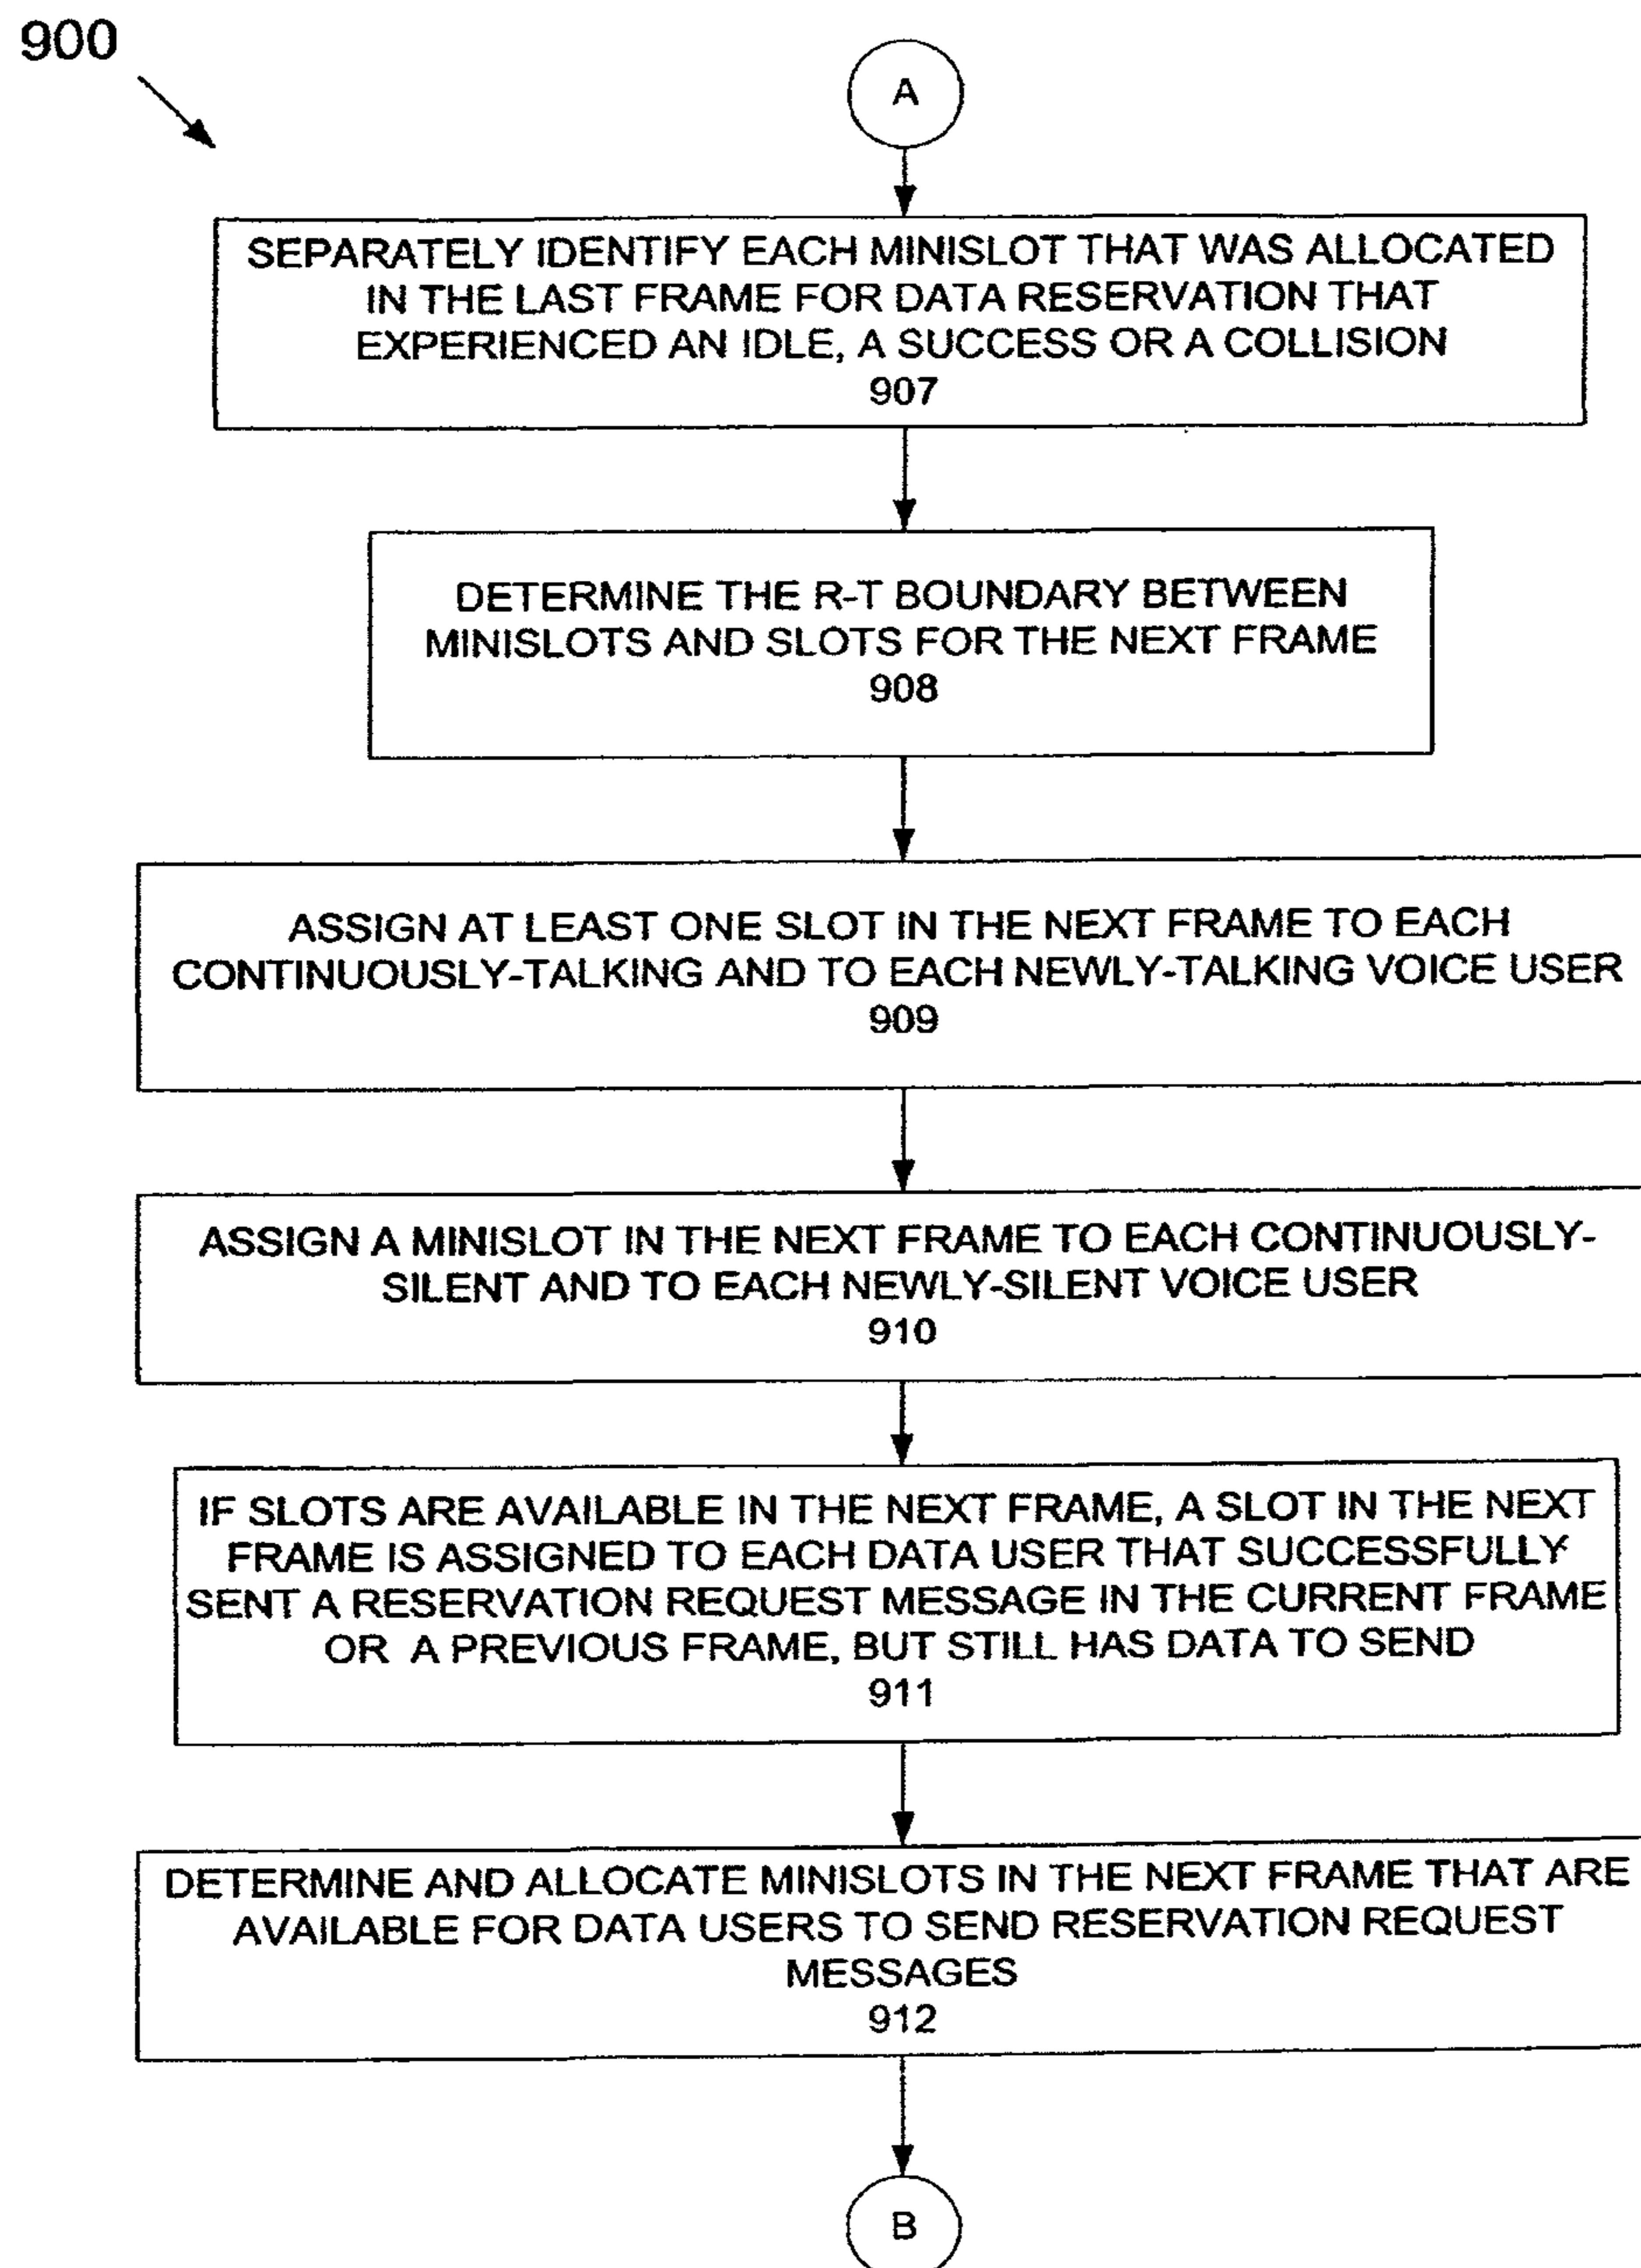 900
A
SEPARATELY IDENTIFY EACH MINISLOT THAT WAS ALLOCATED
IN THE LAST FRAME FOR DATA RESERVATION THAT
EXPERIENCED AN IDLE, A SUCCESS OR A COLLISION
907
DETERMINE THE R-T BOUNDARY BETWEEN
MINISLOTS AND SLOTS FOR THE NEXT FRAME
908
ASSIGN AT LEAST ONE SLOT IN THE NEXT FRAME TO EACH
CONTINUOUSLY-TALKING AND TO EACH NEWLY-TALKING VOICE USER
909
ASSIGN A MINISLOT IN THE NEXT FRAME TO EACH CONTINUOUSLY-
SILENT AND TO EACH NEWLY-SILENT VOICE USER
910
IF SLOTS ARE AVAILABLE IN THE NEXT FRAME, A SLOT IN THE NEXT
FRAME IS ASSIGNED TO EACH DATA USER THAT SUCCESSFULLY
SENT A RESERVATION REQUEST MESSAGE IN THE CURRENT FRAME
OR A PREVIOUS FRAME, BUT STILL HAS DATA TO SEND
911
DETERMINE AND ALLOCATE MINISLOTS IN THE NEXT FRAME THAT ARE
AVAILABLE FOR DATA USERS TO SEND RESERVATION REQUEST
MESSAGES
912
B